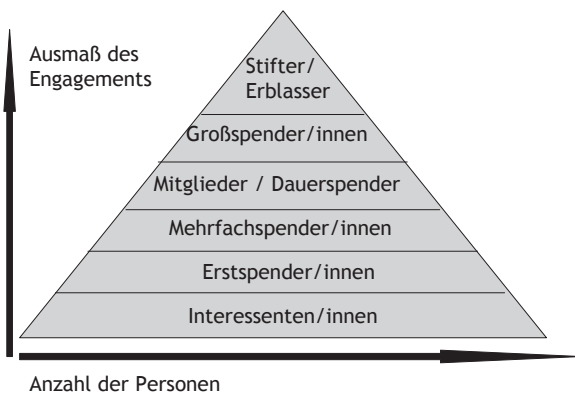 Ausmaß des
Engagements
Stifter/
Erblasser
Großspender/innen
Mitglieder / Dauerspender
Mehrfachspender/innen
Erstspender/innen
Interessenten/innen
Anzahl der Personen